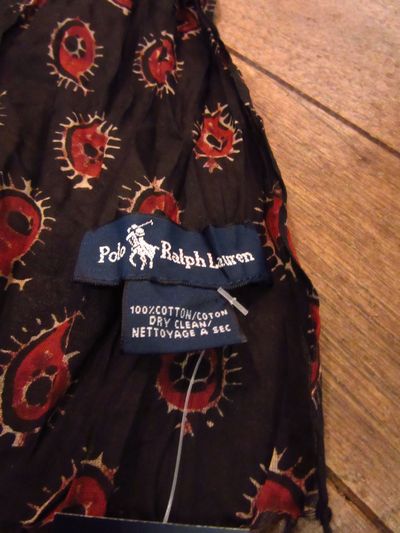 Polo Ralph Lauren
100% COTTON/COTON
DRY CLEAN/
NETTOYAGE A SEC